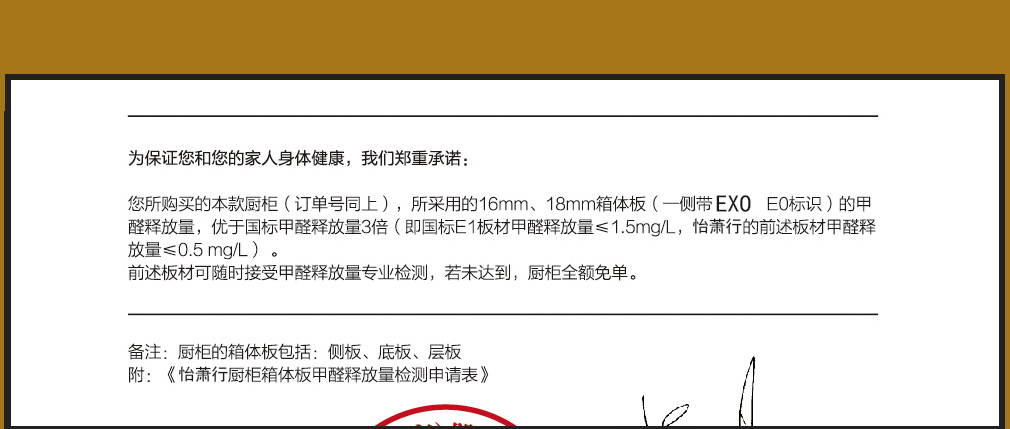 为保证您和您的家人身体健康，我们郑重承诺：
您所购买的本款厨柜（订单号同上），所采用的16mm、18mm箱体板（一侧带EXO E0标识）的甲
醛释放量，优于国标甲醛释放量3倍（即国标E1板材甲醛释放量≤1.5mg/L，怡萧行的前述板材甲醛释
放量≤0.5 mg/L）。
前述板材可随时接受甲醛释放量专业检测，若未达到，厨柜全额免单。
备注：厨柜的箱体板包括：侧板、底板、层板
附：《怡萧行厨柜箱体板甲醛释放量检测申请表》